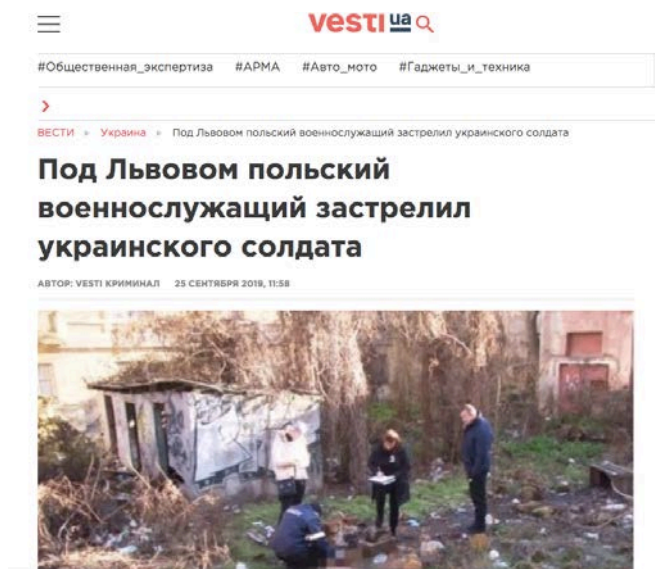 vesti ua
#Общественная_экспертиза #АРМА #Авто_мото #Гаджеты_и_техника
ВЕСТИ Украина Под Львовом польский военнослужащий застрелил украинского солдата
Под Львовом польский
военнослужащий застрелил
украинского солдата
АВТОР: VESTI КРИМИНАЛ 25 СЕНТЯБРЯ 2019, 11:58